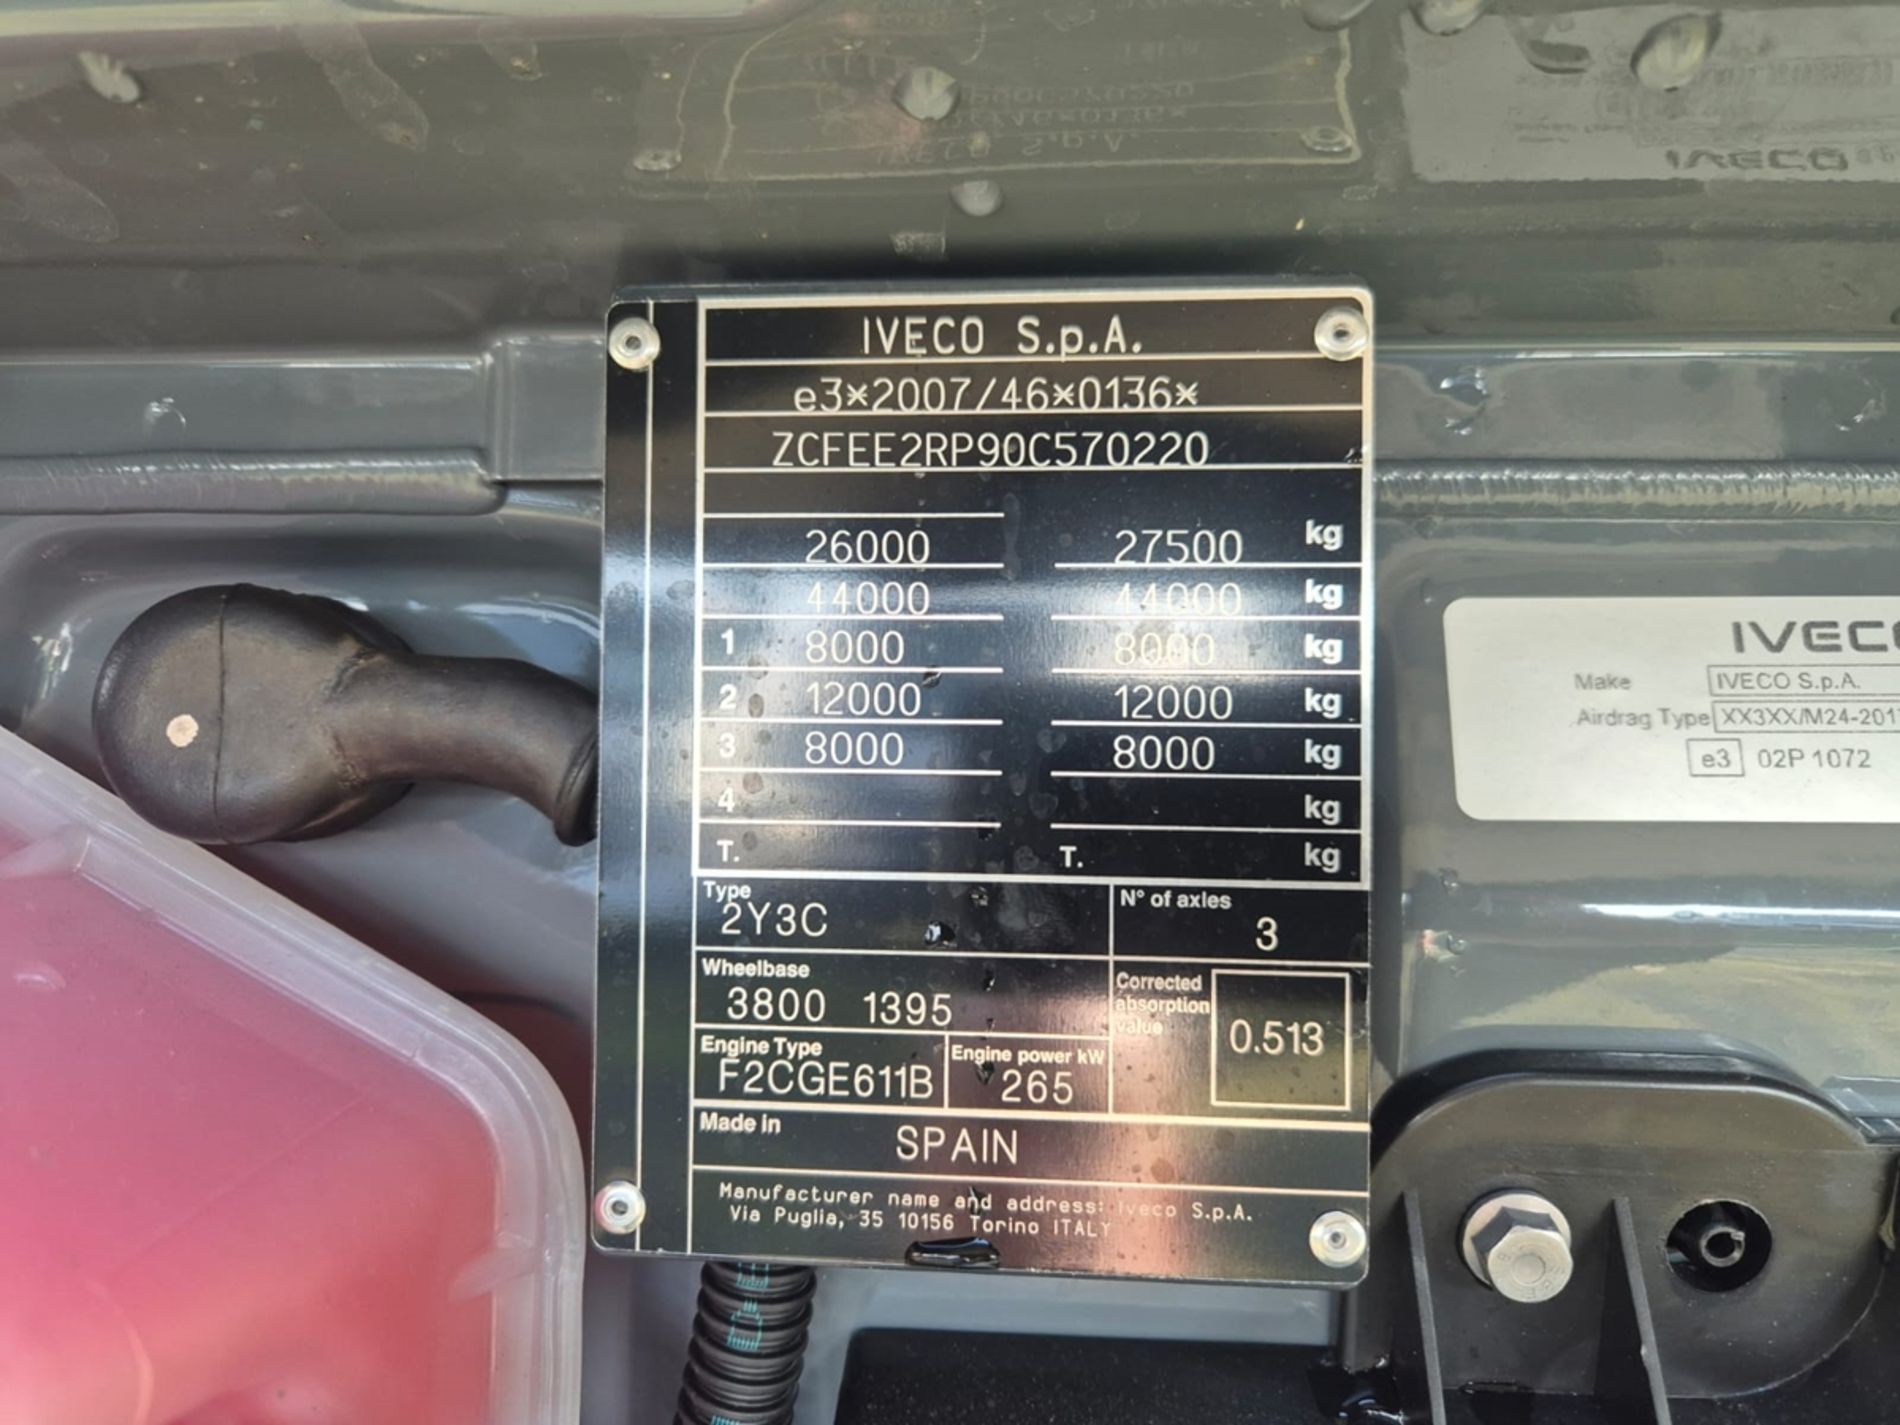 IVECO S.p.A.
e3*2007/46*0136*
ZCFEE2RP90C570220
26000 27500 kg
44000 44000 kg
1 8000 8000 kg
2 12000 12000 kg
3 8000 8000 kg
4 kg
T. T. kg
Type
2Y3C
N° of axles
3
Wheelbase
3800 1395
Corrected
absorption
value
0.513
Engine Type
F2CGE611B
Engine power kW
265
Made in
SPAIN
Manufacturer name and address: Iveco S.p.A.
Via Puglia, 35 10156 Torino ITALY
IVECO
Make IVECO S.p.A.
Airdrag Type XX3XX/M24-201
e3 02P 1072